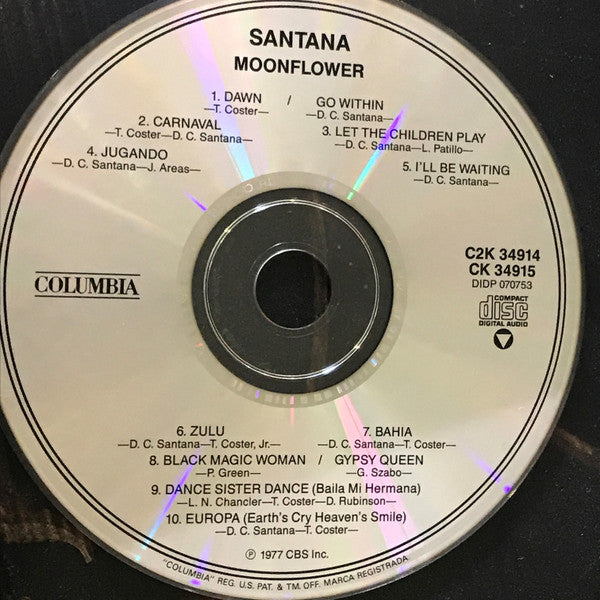 SANTANA
MOONFLOWER
1. DAWN / GO WITHIN
—T. Coster— —D. C. Santana—
2. CARNAVAL
—T. Coster—D. C. Santana—
3. LET THE CHILDREN PLAY
—D. C. Santana—L. Patillo—
4. JUGANDO
—D. C. Santana—J. Areas—
5. I'LL BE WAITING
—D. C. Santana—
COLUMBIA
C2K 34914
CK 34915
DIDP 070753
COMPACT
disc
DIGITAL AUDIO
6. ZULU
—D. C. Santana—T. Coster, Jr.—
7. BAHIA
—D. C. Santana—T. Coster—
8. BLACK MAGIC WOMAN / GYPSY QUEEN
—P. Green— —G. Szabo—
9. DANCE SISTER DANCE (Baila Mi Hermana)
—L. N. Chancler—T. Coster—D. Rubinson—
10. EUROPA (Earth's Cry Heaven's Smile)
—D. C. Santana—T. Coster—
℗ 1977 CBS Inc.
"COLUMBIA" REG. U.S. PAT. & TM. OFF. MARCA REGISTRADA.